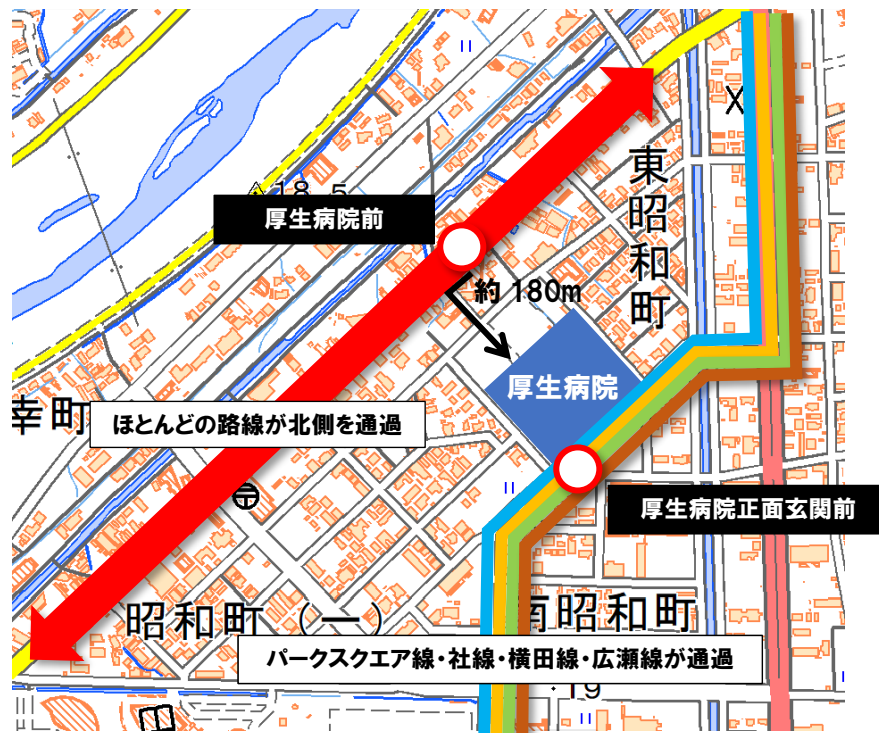 18.5
東昭和町
厚生病院前
約 180m
厚生病院
幸町
ほとんどの路線が北側を通過
厚生病院正面玄関前
昭和町(一)
南昭和町
パークスクエア線・社線・横田線・広瀬線が通過
19